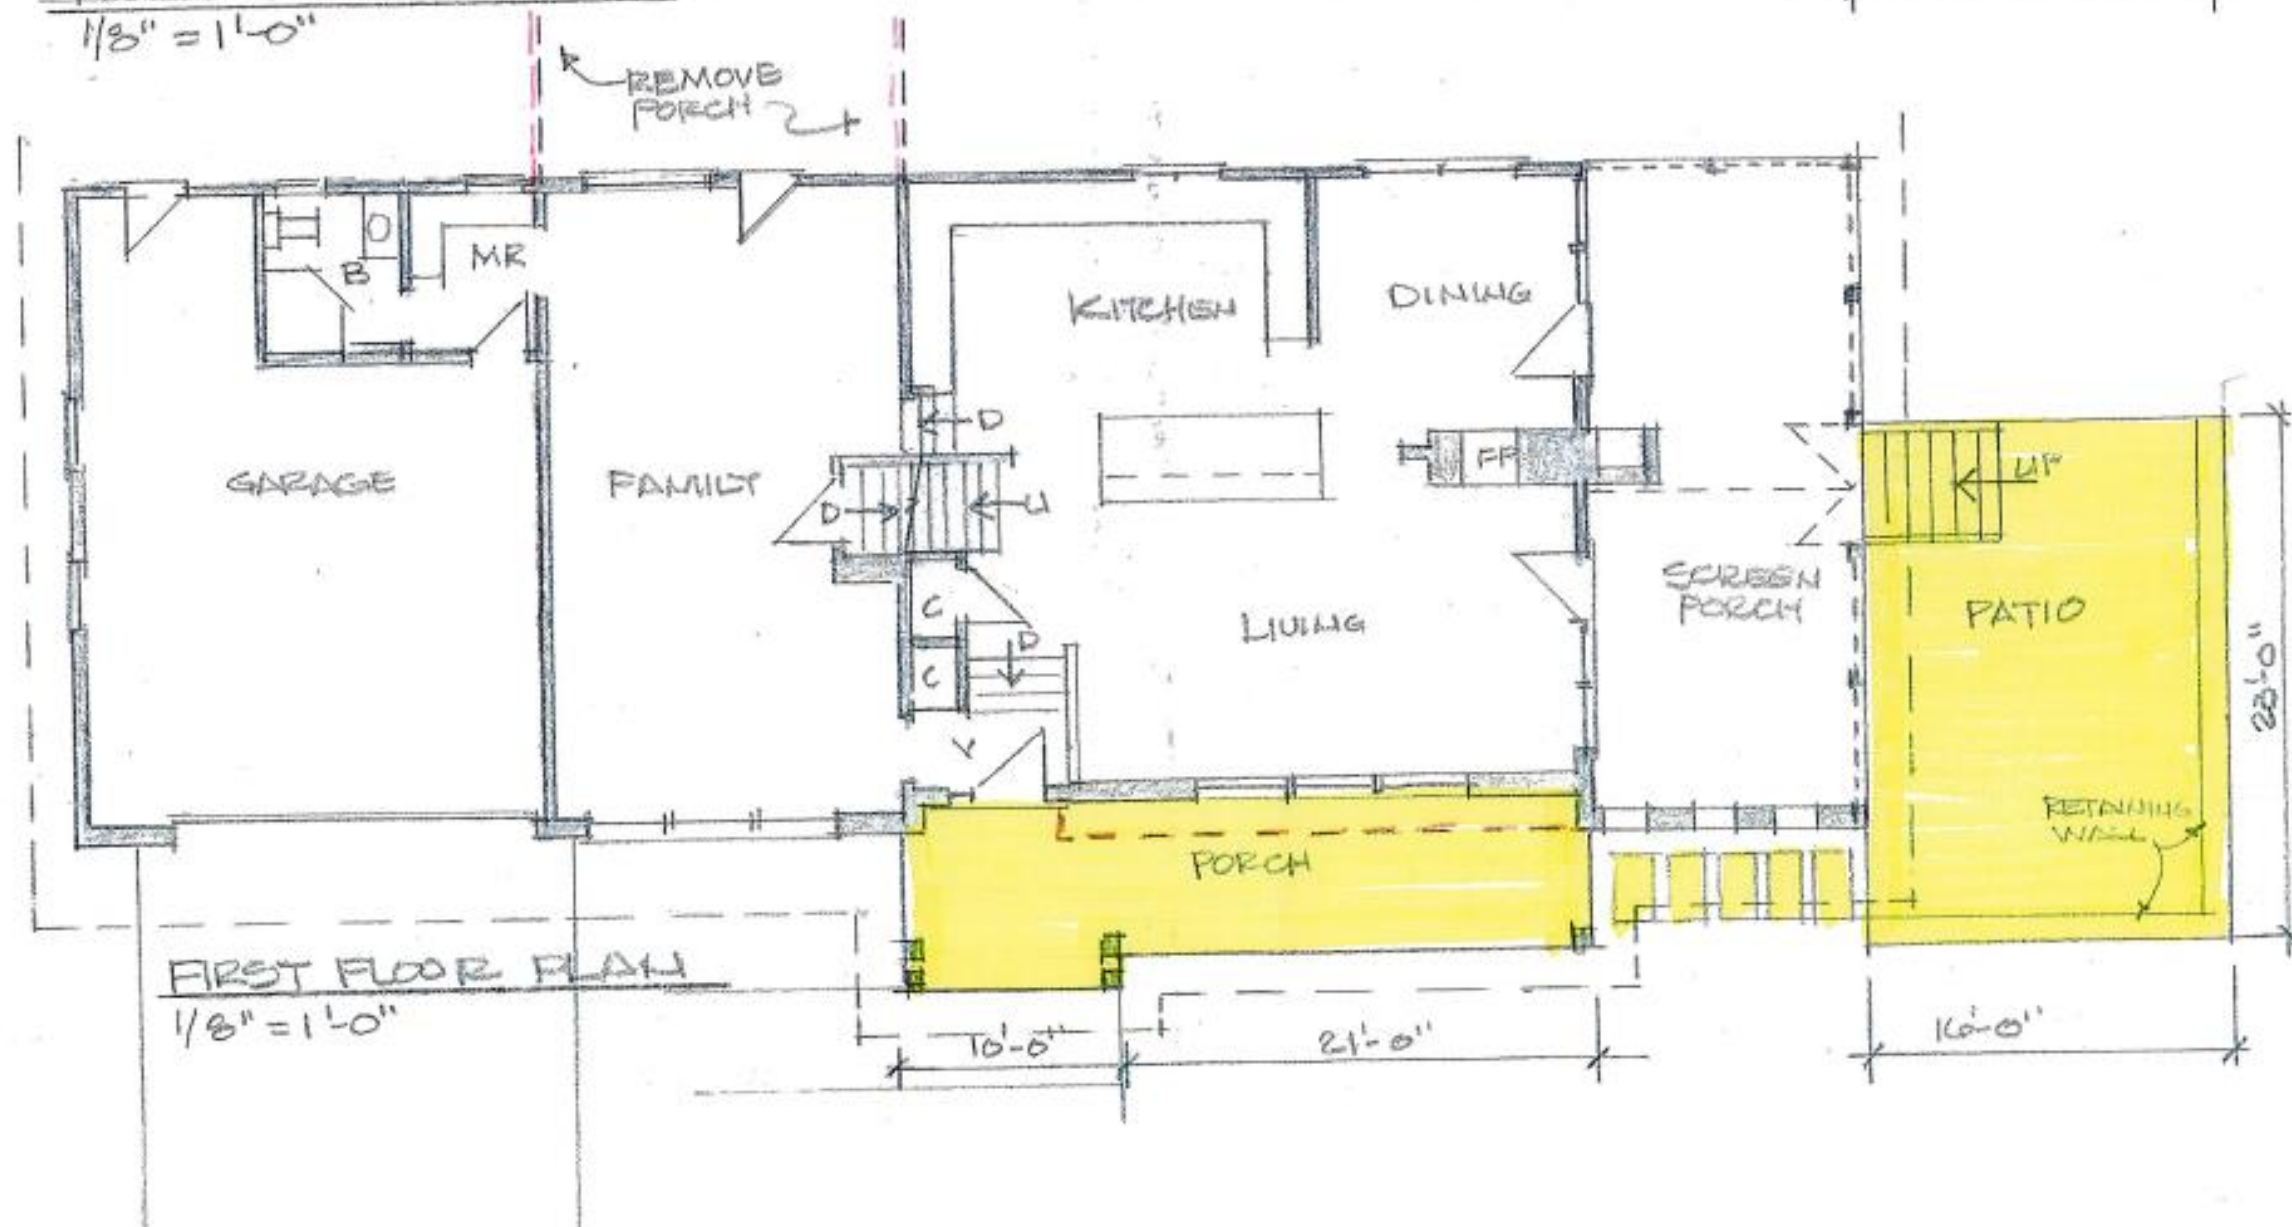 1/8" = 1'-0"
REMOVE
PORCH
B
MR
KITCHEN
DINING
D
GARAGE
FAMILY
FP
UP
D
U
SCREEN
PORCH
PATIO
C
LIVING
D
C
23'-0"
V
RETAINING
WALL
PORCH
FIRST FLOOR PLAN
1/8" = 1'-0"
10'-0"
21'-0"
16'-0"